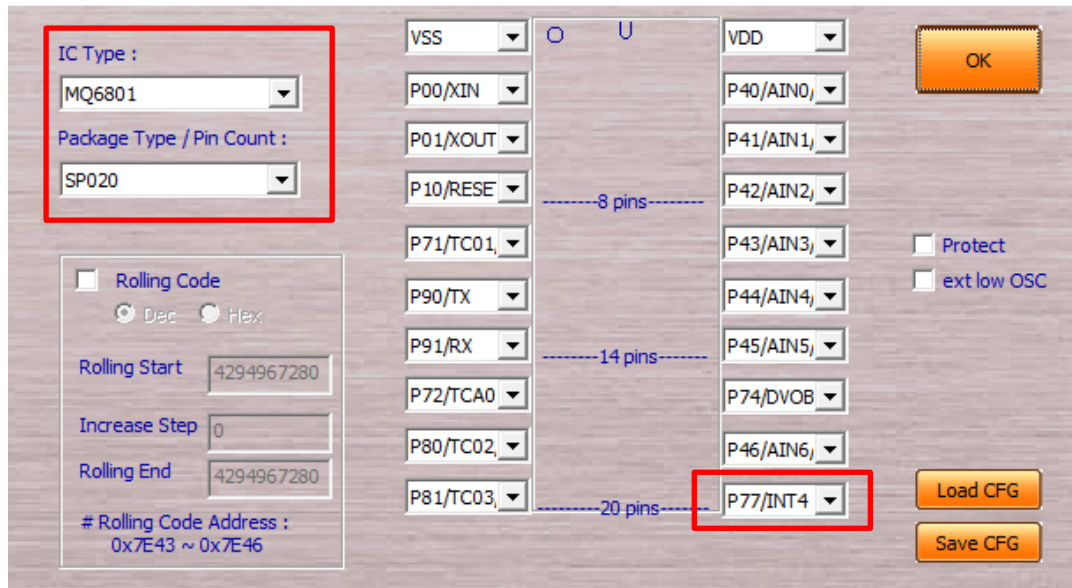 IC Type :
MQ6801
Package Type / Pin Count :
SP020
Rolling Code
Dec Hex
Rolling Start 4294967280
Increase Step 0
Rolling End 4294967280
# Rolling Code Address :
0x7E43 ~ 0x7E46
VSS O U VDD
P00/XIN P40/AIN0/
P01/XOUT P41/AIN1/
P10/RESET P42/AIN2/
--------8 pins--------
P71/TC01, P43/AIN3/
P90/TX P44/AIN4/
P91/RX P45/AIN5/
--------14 pins-------
P72/TCA0 P74/DVOB
P80/TC02, P46/AIN6/
P81/TC03, P77/INT4
---------20 pins-------
OK
Protect
ext low OSC
Load CFG
Save CFG